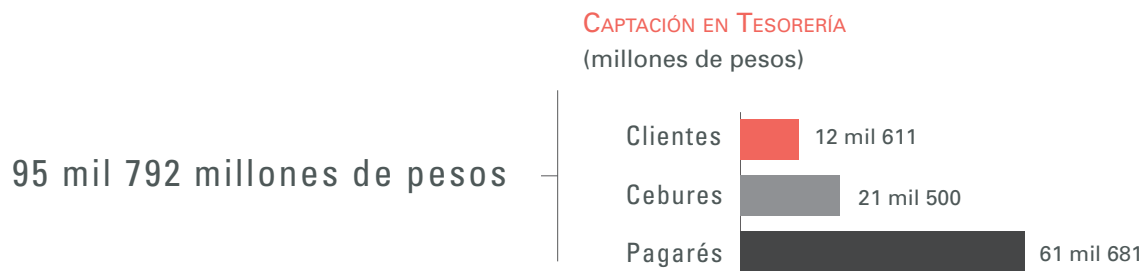 Captación en Tesorería
(millones de pesos)
95 mil 792 millones de pesos
Clientes 12 mil 611
Cebures 21 mil 500
Pagarés 61 mil 681